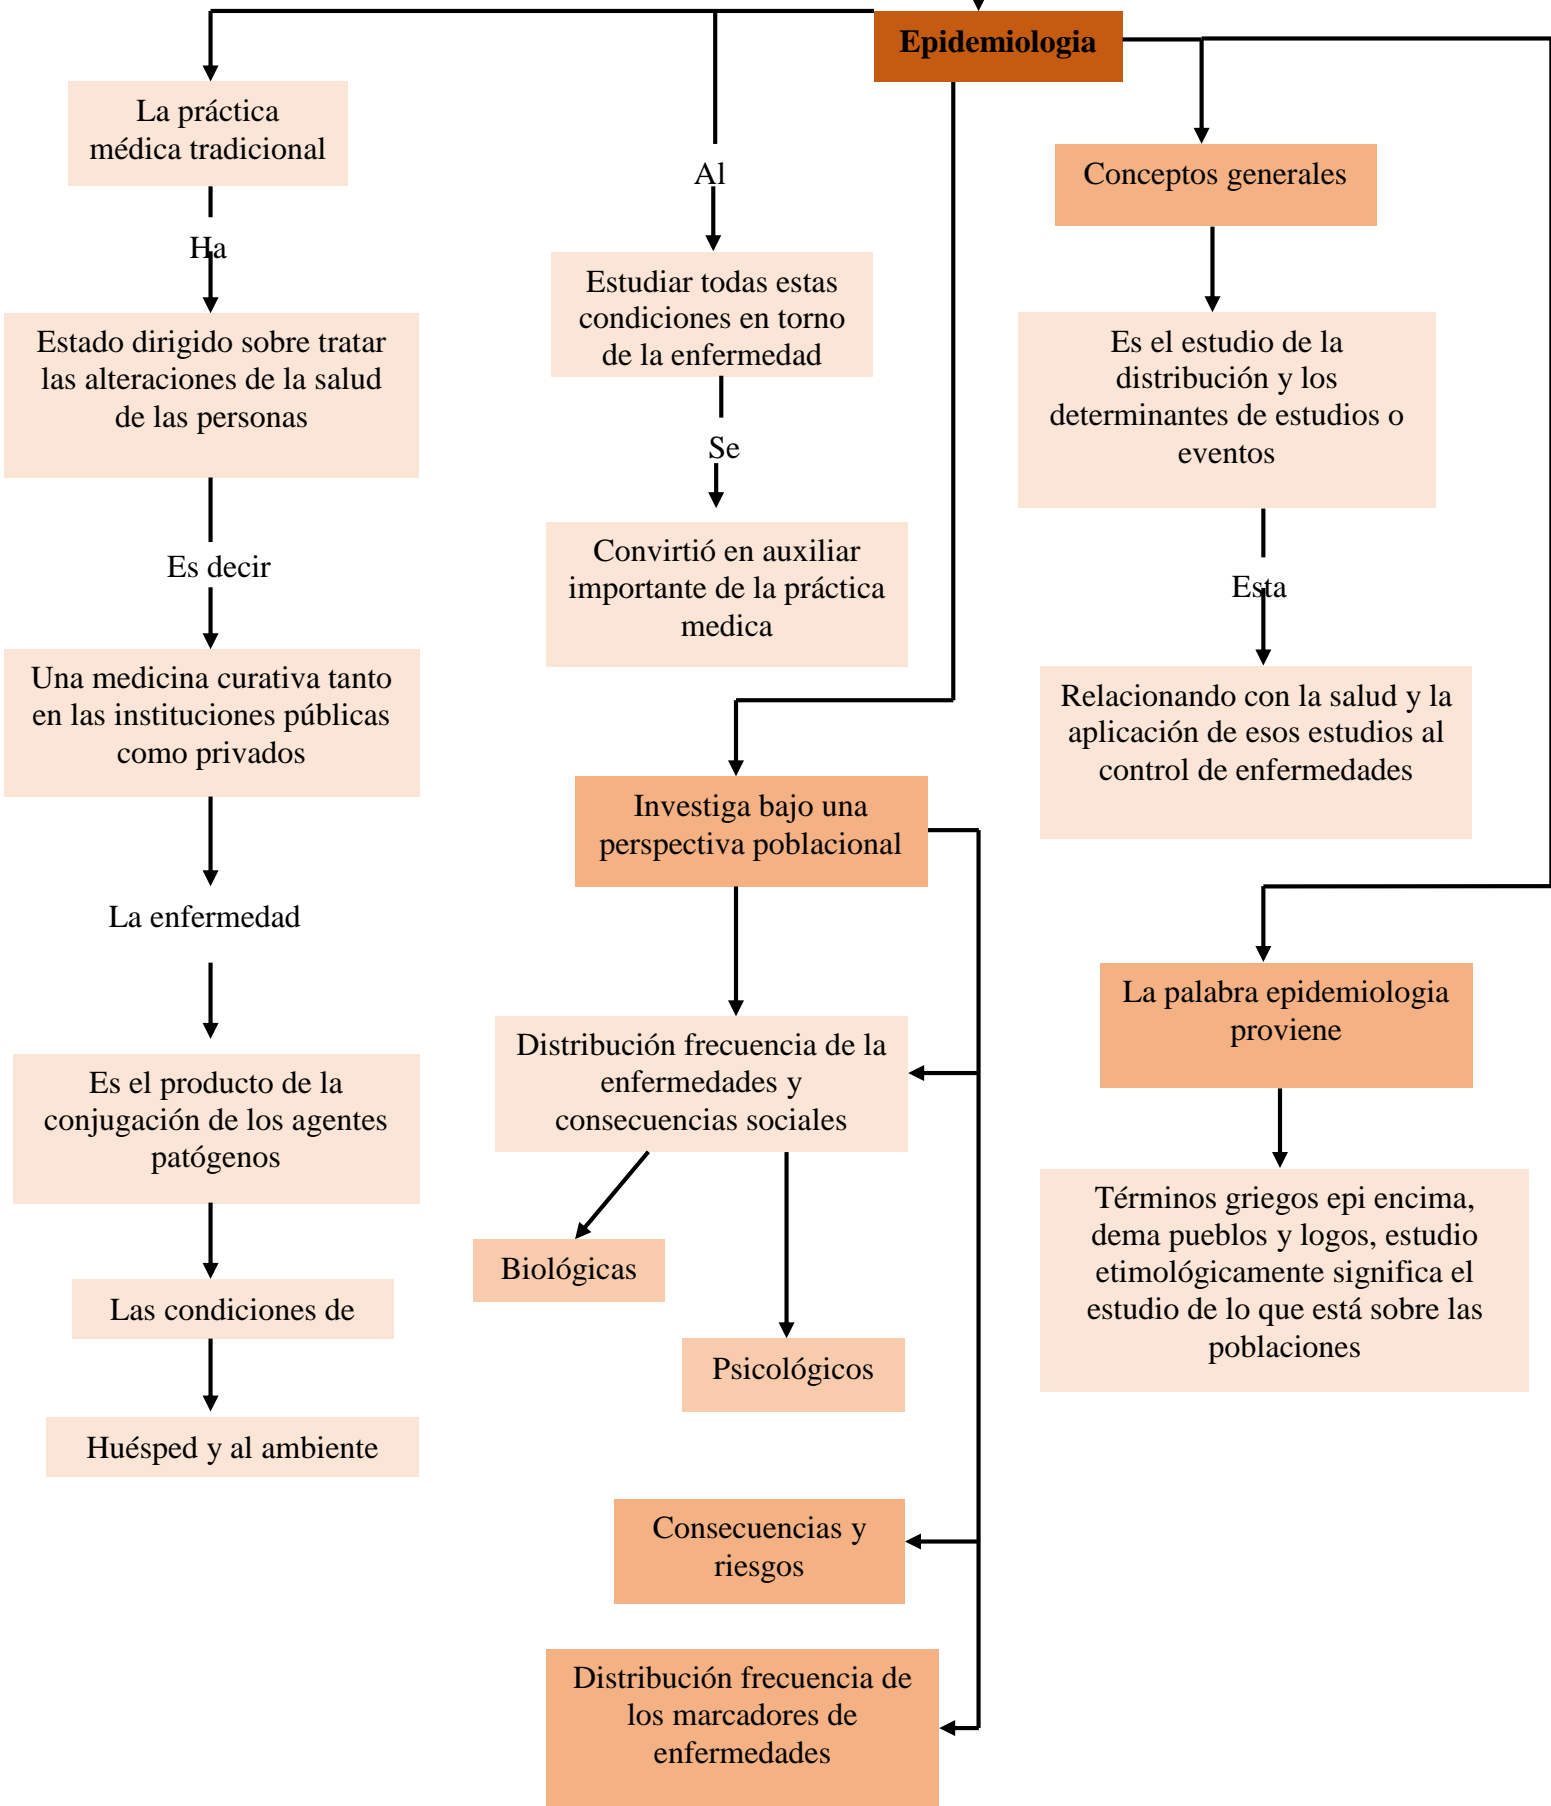 Epidemiologia
La práctica
médica tradicional
Ha
Estado dirigido sobre tratar
las alteraciones de la salud
de las personas
Es decir
Una medicina curativa tanto
en las instituciones públicas
como privados
La enfermedad
Es el producto de la
conjugación de los agentes
patógenos
Las condiciones de
Huésped y al ambiente
Al
Estudiar todas estas
condiciones en torno
de la enfermedad
Se
Convirtió en auxiliar
importante de la práctica
medica
Investiga bajo una
perspectiva poblacional
Distribución frecuencia de la
enfermedades y
consecuencias sociales
Biológicas
Psicológicos
Consecuencias y
riesgos
Distribución frecuencia de
los marcadores de
enfermedades
Conceptos generales
Es el estudio de la
distribución y los
determinantes de estudios o
eventos
Esta
Relacionando con la salud y la
aplicación de esos estudios al
control de enfermedades
La palabra epidemiologia
proviene
Términos griegos epi encima,
dema pueblos y logos, estudio
etimológicamente significa el
estudio de lo que está sobre las
poblaciones